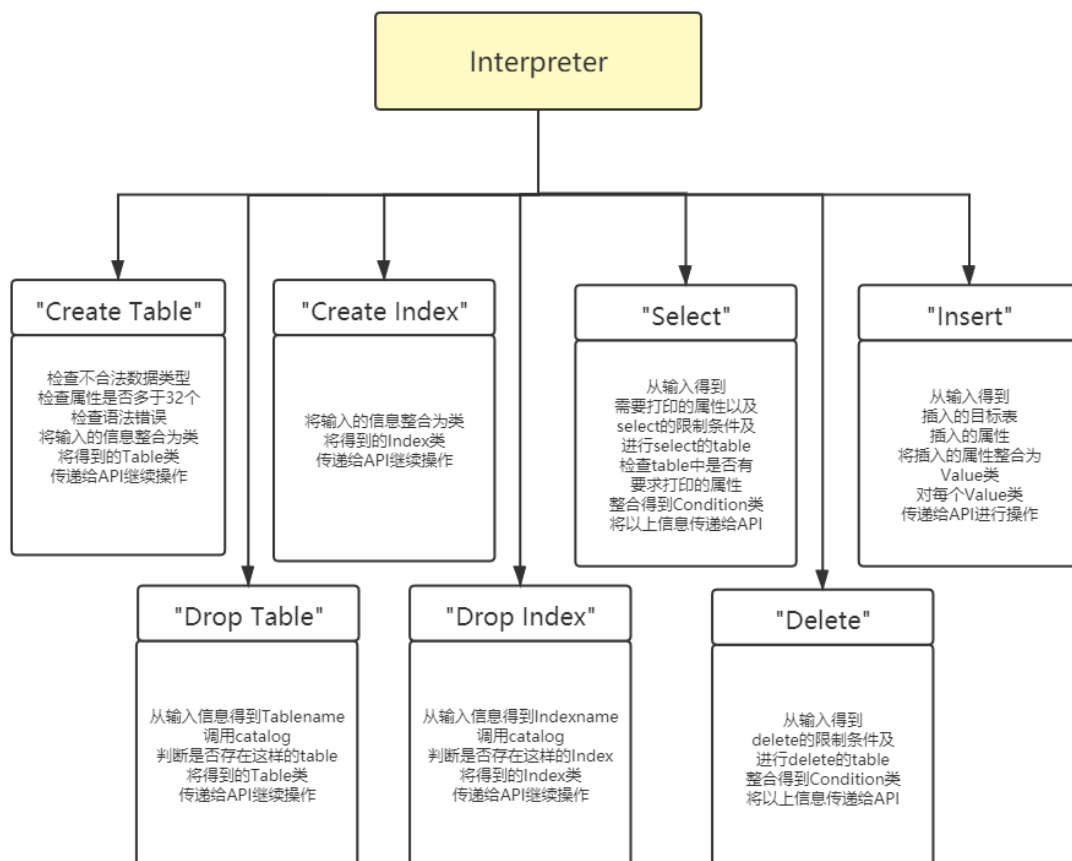 Interpreter
"Create Table"
检查不合法数据类型
检查属性是否多于32个
检查语法错误
将输入的信息整合为类
将得到的Table类
传递给API继续操作
"Create Index"
将输入的信息整合为类
将得到的Index类
传递给API继续操作
"Select"
从输入得到
需要打印的属性以及
select的限制条件及
进行select的table
检查table中是否有
要求打印的属性
整合得到Condition类
将以上信息传递给API
"Insert"
从输入得到
插入的目标表
插入的属性
将插入的属性整合为
Value类
对每个Value类
传递给API进行操作
"Drop Table"
从输入信息得到Tablename
调用catalog
判断是否存在这样的table
将得到的Table类
传递给API继续操作
"Drop Index"
从输入信息得到Indexname
调用catalog
判断是否存在这样的Index
将得到的Index类
传递给API继续操作
"Delete"
从输入得到
delete的限制条件及
进行delete的table
整合得到Condition类
将以上信息传递给API